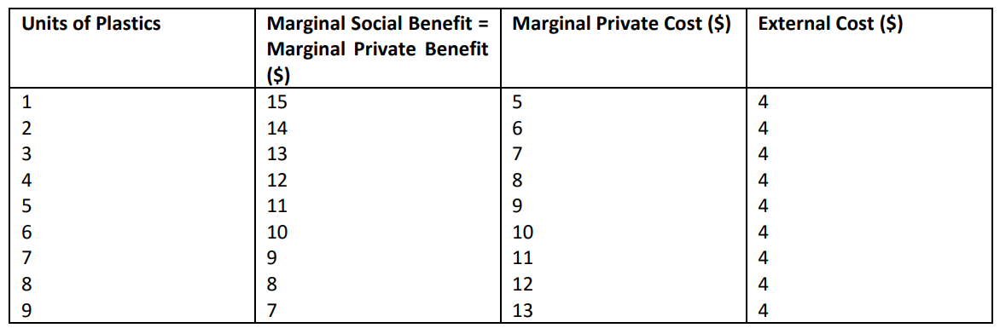 Units of Plastics Marginal Social Benefit = Marginal Private Cost ($) External Cost ($)
Marginal Private Benefit
($)
1 15 5 4
2 14 6 4
3 13 7 4
4 12 8 4
5 11 9 4
6 10 10 4
7 9 11 4
8 8 12 4
9 7 13 4